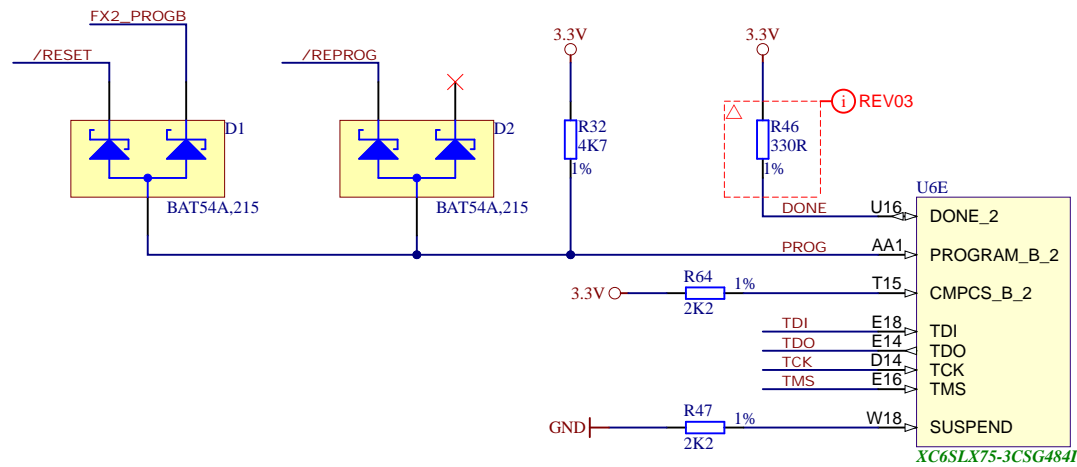 FX2_PROGB
/RESET
/REPROG
3.3V
3.3V
i REV03
D1
D2
R32
4K7
1%
R46
330R
1%
BAT54A,215
BAT54A,215
U6E
DONE
U16
DONE_2
PROG
AA1
PROGRAM_B_2
3.3V
R64
1%
2K2
T15
CMPCS_B_2
TDI
E18
TDI
TDO
E14
TDO
TCK
D14
TCK
TMS
E16
TMS
GND
R47
1%
2K2
W18
SUSPEND
XC6SLX75-3CSG484I